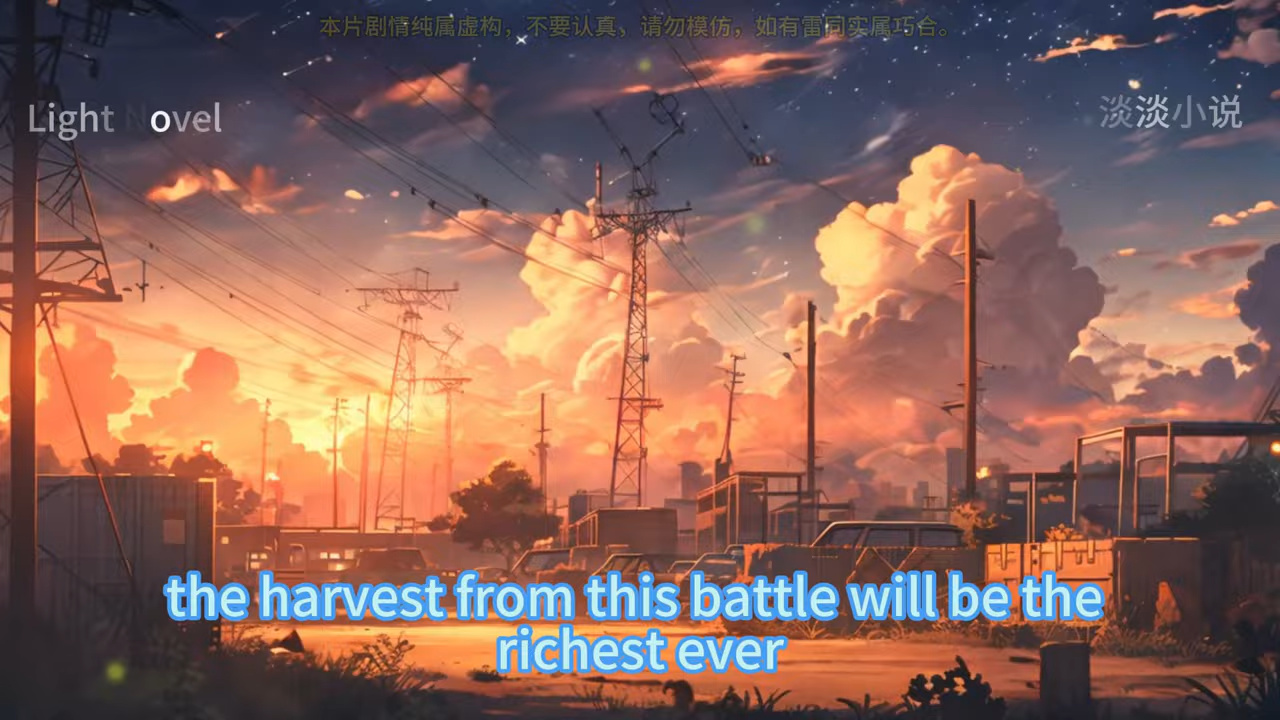 本片剧情纯属虚构，不要认真，请勿模仿，如有雷同实属巧合。
Light Novel
淡淡小说
the harvest from this battle will be the
richest ever